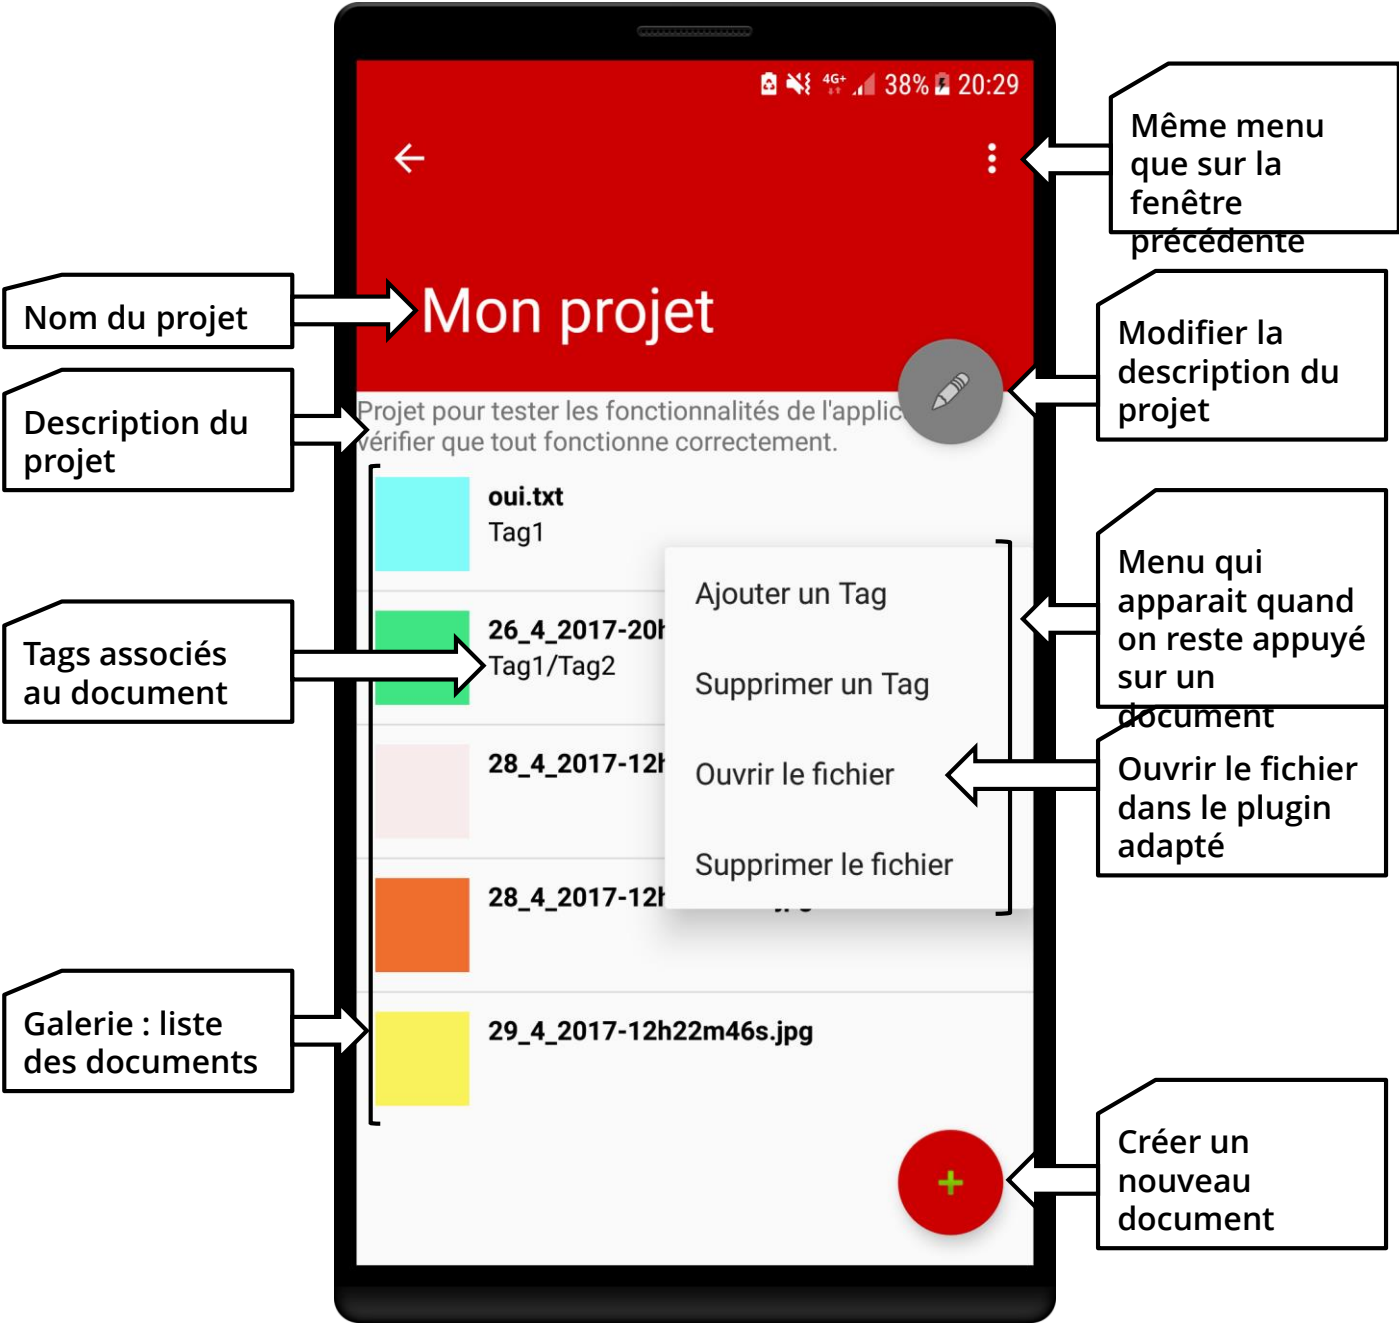 4G+ 38% 20:29
Même menu
que sur la
fenêtre
précédente
Nom du projet
Mon projet
Modifier la
description du
projet
Description du
projet
Projet pour tester les fonctionnalités de l'applic
vérifier que tout fonctionne correctement.
oui.txt
Tag1
Menu qui
apparait quand
on reste appuyé
sur un
document
Ajouter un Tag
Supprimer un Tag
Ouvrir le fichier
Supprimer le fichier
Tags associés
au document
26_4_2017-20h
Tag1/Tag2
28_4_2017-12h
Ouvrir le fichier
dans le plugin
adapté
28_4_2017-12h
Galerie : liste
des documents
29_4_2017-12h22m46s.jpg
Créer un
nouveau
document
+